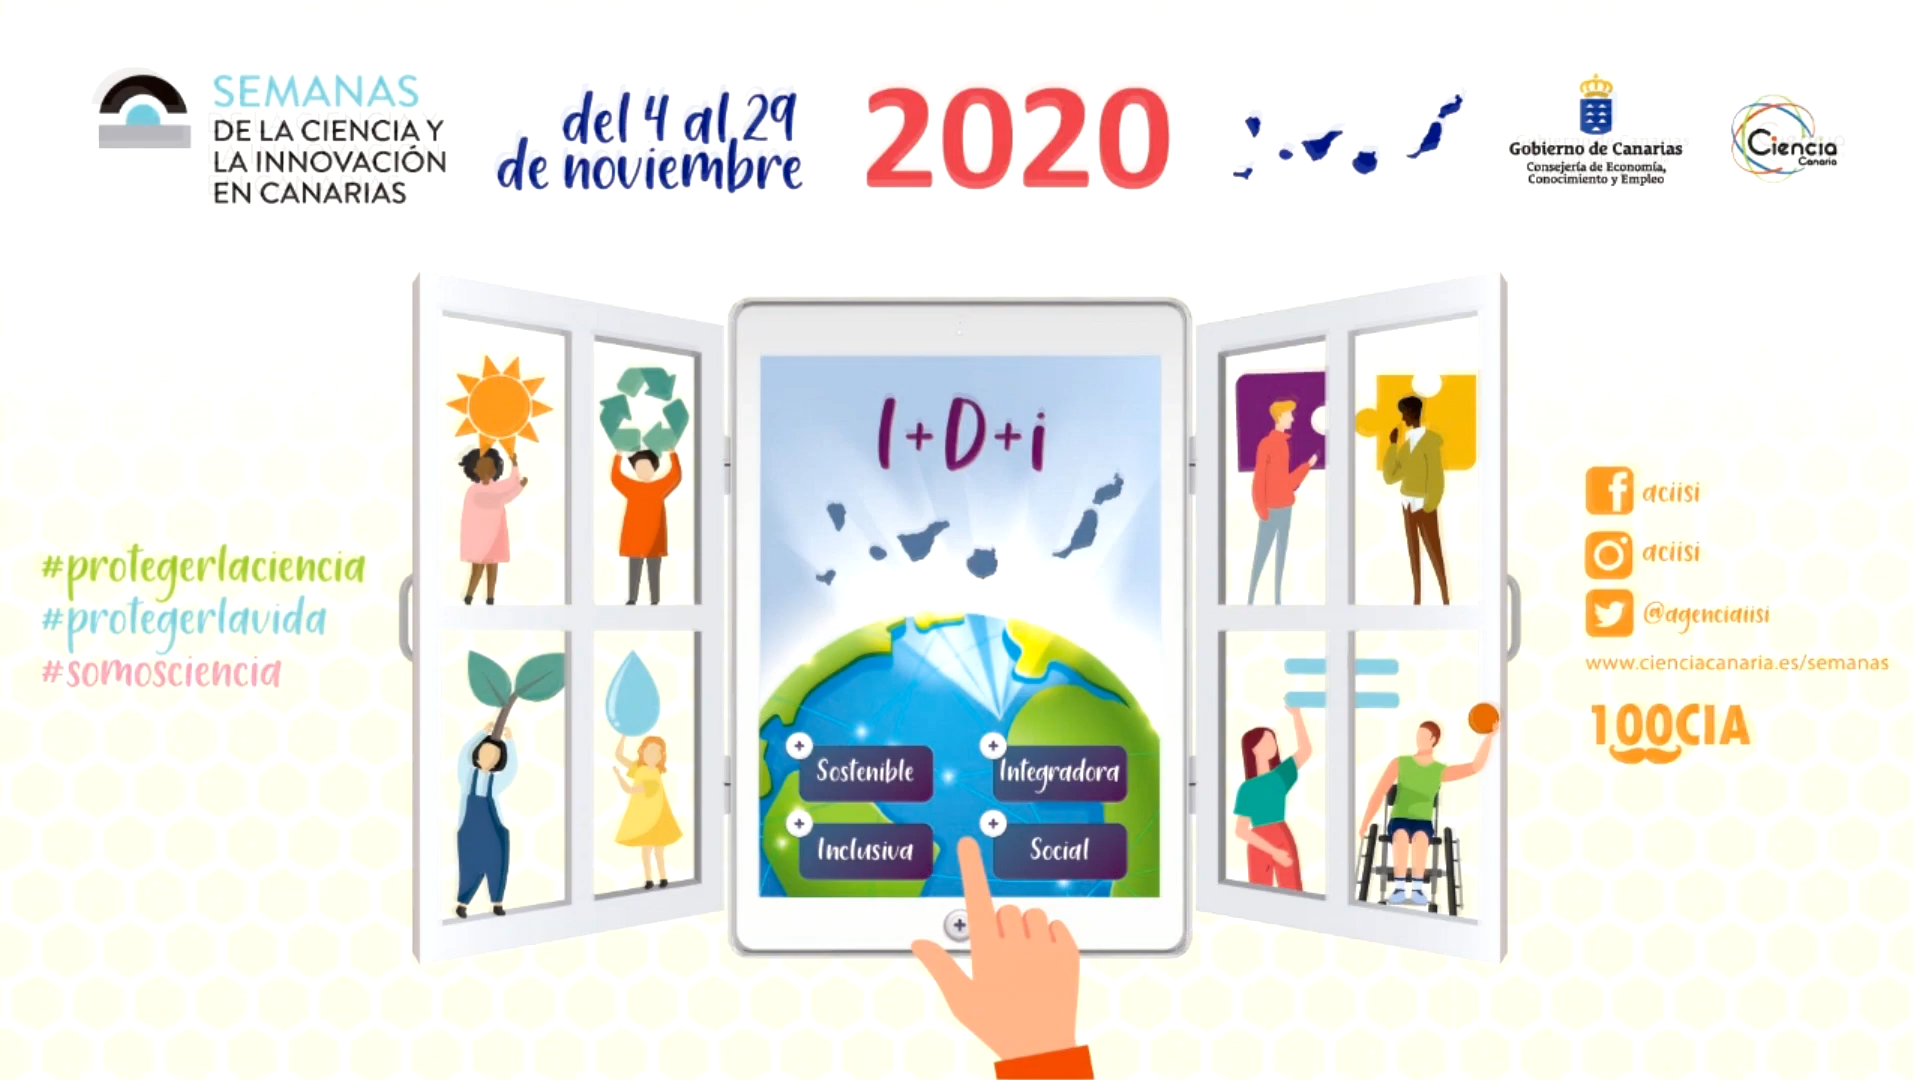 SEMANAS
DE LA CIENCIA Y
LA INNOVACIÓN
EN CANARIAS
del 4 al 29
de noviembre
2020
Gobierno de Canarias
Consejería de Economía,
Conocimiento y Empleo
Ciencia
Canaria
I+D+i
Sostenible
Integradora
Inclusiva
Social
#protegerlaciencia
#protegerlavida
#somosciencia
aciisi
aciisi
@agenciaiisi
www.cienciacanaria.es/semanas
100CIA